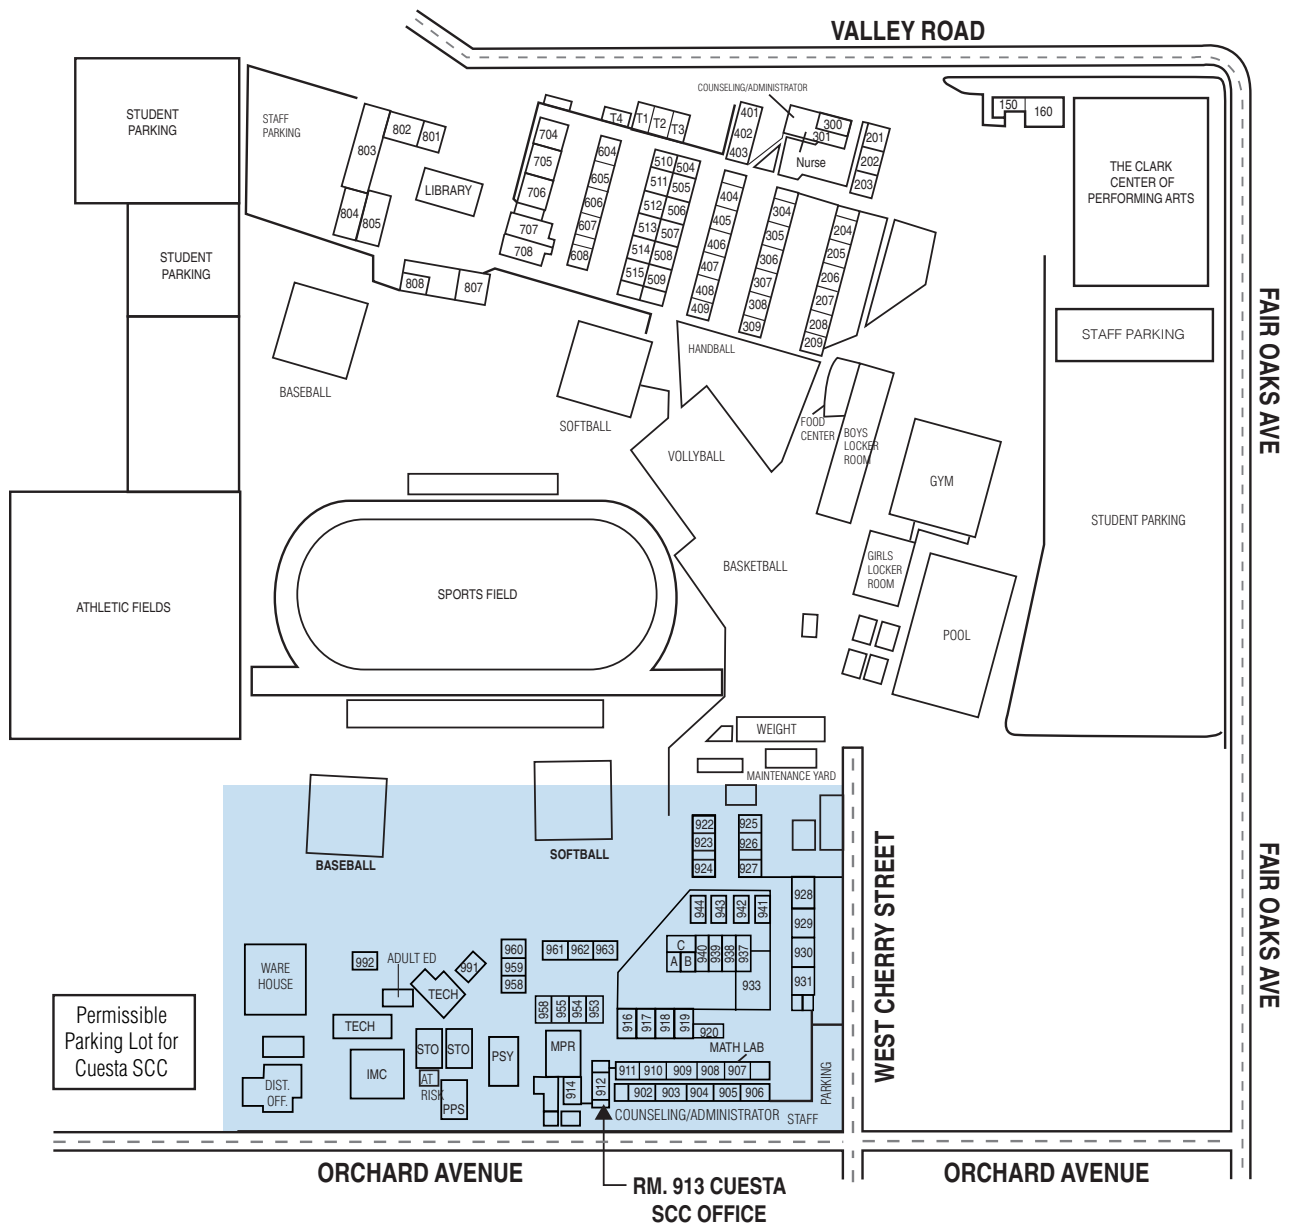 VALLEY ROAD
COUNSELING/ADMINISTRATOR
STUDENT
PARKING
STAFF
PARKING
802
801
803
804
805
LIBRARY
808
807
704
705
706
707
708
T4
T1
T2
T3
604
605
606
607
608
510
504
511
505
512
506
513
507
514
508
515
509
401
402
403
404
405
406
407
408
409
300
301
Nurse
304
305
306
307
308
309
201
202
203
204
205
206
207
208
209
150
160
THE CLARK
CENTER OF
PERFORMING ARTS
STUDENT
PARKING
STAFF PARKING
FAIR OAKS AVE
BASEBALL
SOFTBALL
HANDBALL
VOLLYBALL
FOOD
CENTER
BOYS
LOCKER
ROOM
GYM
STUDENT PARKING
BASKETBALL
GIRLS
LOCKER
ROOM
POOL
ATHLETIC FIELDS
SPORTS FIELD
WEIGHT
MAINTENANCE YARD
BASEBALL
SOFTBALL
922
923
924
925
926
927
928
929
930
931
944
943
942
941
C
A
B
940
939
938
937
933
WEST CHERRY STREET
FAIR OAKS AVE
WARE
HOUSE
992
ADULT ED
991
TECH
960
959
958
961
962
963
958
955
954
953
916
917
918
919
920
TECH
STO
STO
PSY
MPR
MATH LAB
911
910
909
908
907
912
914
902
903
904
905
906
IMC
AT
RISK
PPS
DIST.
OFF.
COUNSELING/ADMINISTRATOR
STAFF
PARKING
Permissible
Parking Lot for
Cuesta SCC
ORCHARD AVENUE
ORCHARD AVENUE
RM. 913 CUESTA
SCC OFFICE